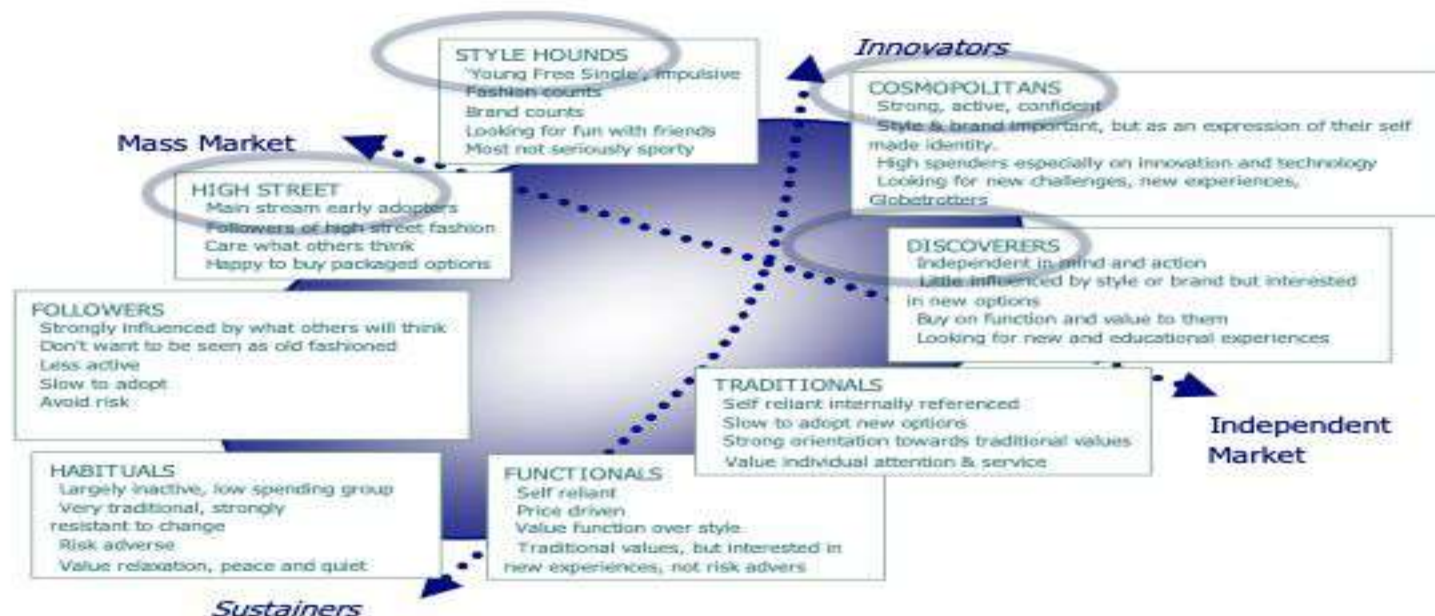 STYLE HOUNDS
'Young Free Single', impulsive
Fashion counts
Brand counts
Looking for fun with friends
Most not seriously sporty
Innovators
COSMOPOLITANS
Strong, active, confident
Style & brand important, but as an expression of their self
made identity.
High spenders especially on innovation and technology
Looking for new challenges, new experiences,
Globetrotters
Mass Market
HIGH STREET
Main stream early adopters
Followers of high street fashion
Care what others think
Happy to buy packaged options
DISCOVERERS
Independent in mind and action
Little influenced by style or brand but interested
in new options
Buy on function and value to them
Looking for new and educational experiences
FOLLOWERS
Strongly influenced by what others will think
Don't want to be seen as old fashioned
Less active
Slow to adopt
Avoid risk
TRADITIONALS
Self reliant internally referenced
Slow to adopt new options
Strong orientation towards traditional values
Value individual attention & service
Independent
Market
HABITUALS
Largely inactive, low spending group
Very traditional, strongly
resistant to change
Risk adverse
Value relaxation, peace and quiet
FUNCTIONALS
Self reliant
Price driven
Value function over style
Traditional values, but interested in
new experiences, not risk advers
Sustainers